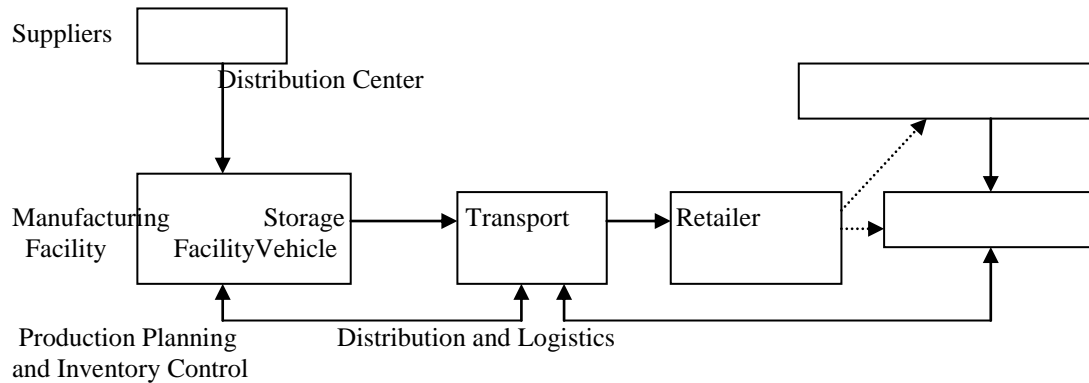 Suppliers
Distribution Center
Manufacturing Storage Transport Retailer
Facility FacilityVehicle
Production Planning Distribution and Logistics
and Inventory Control